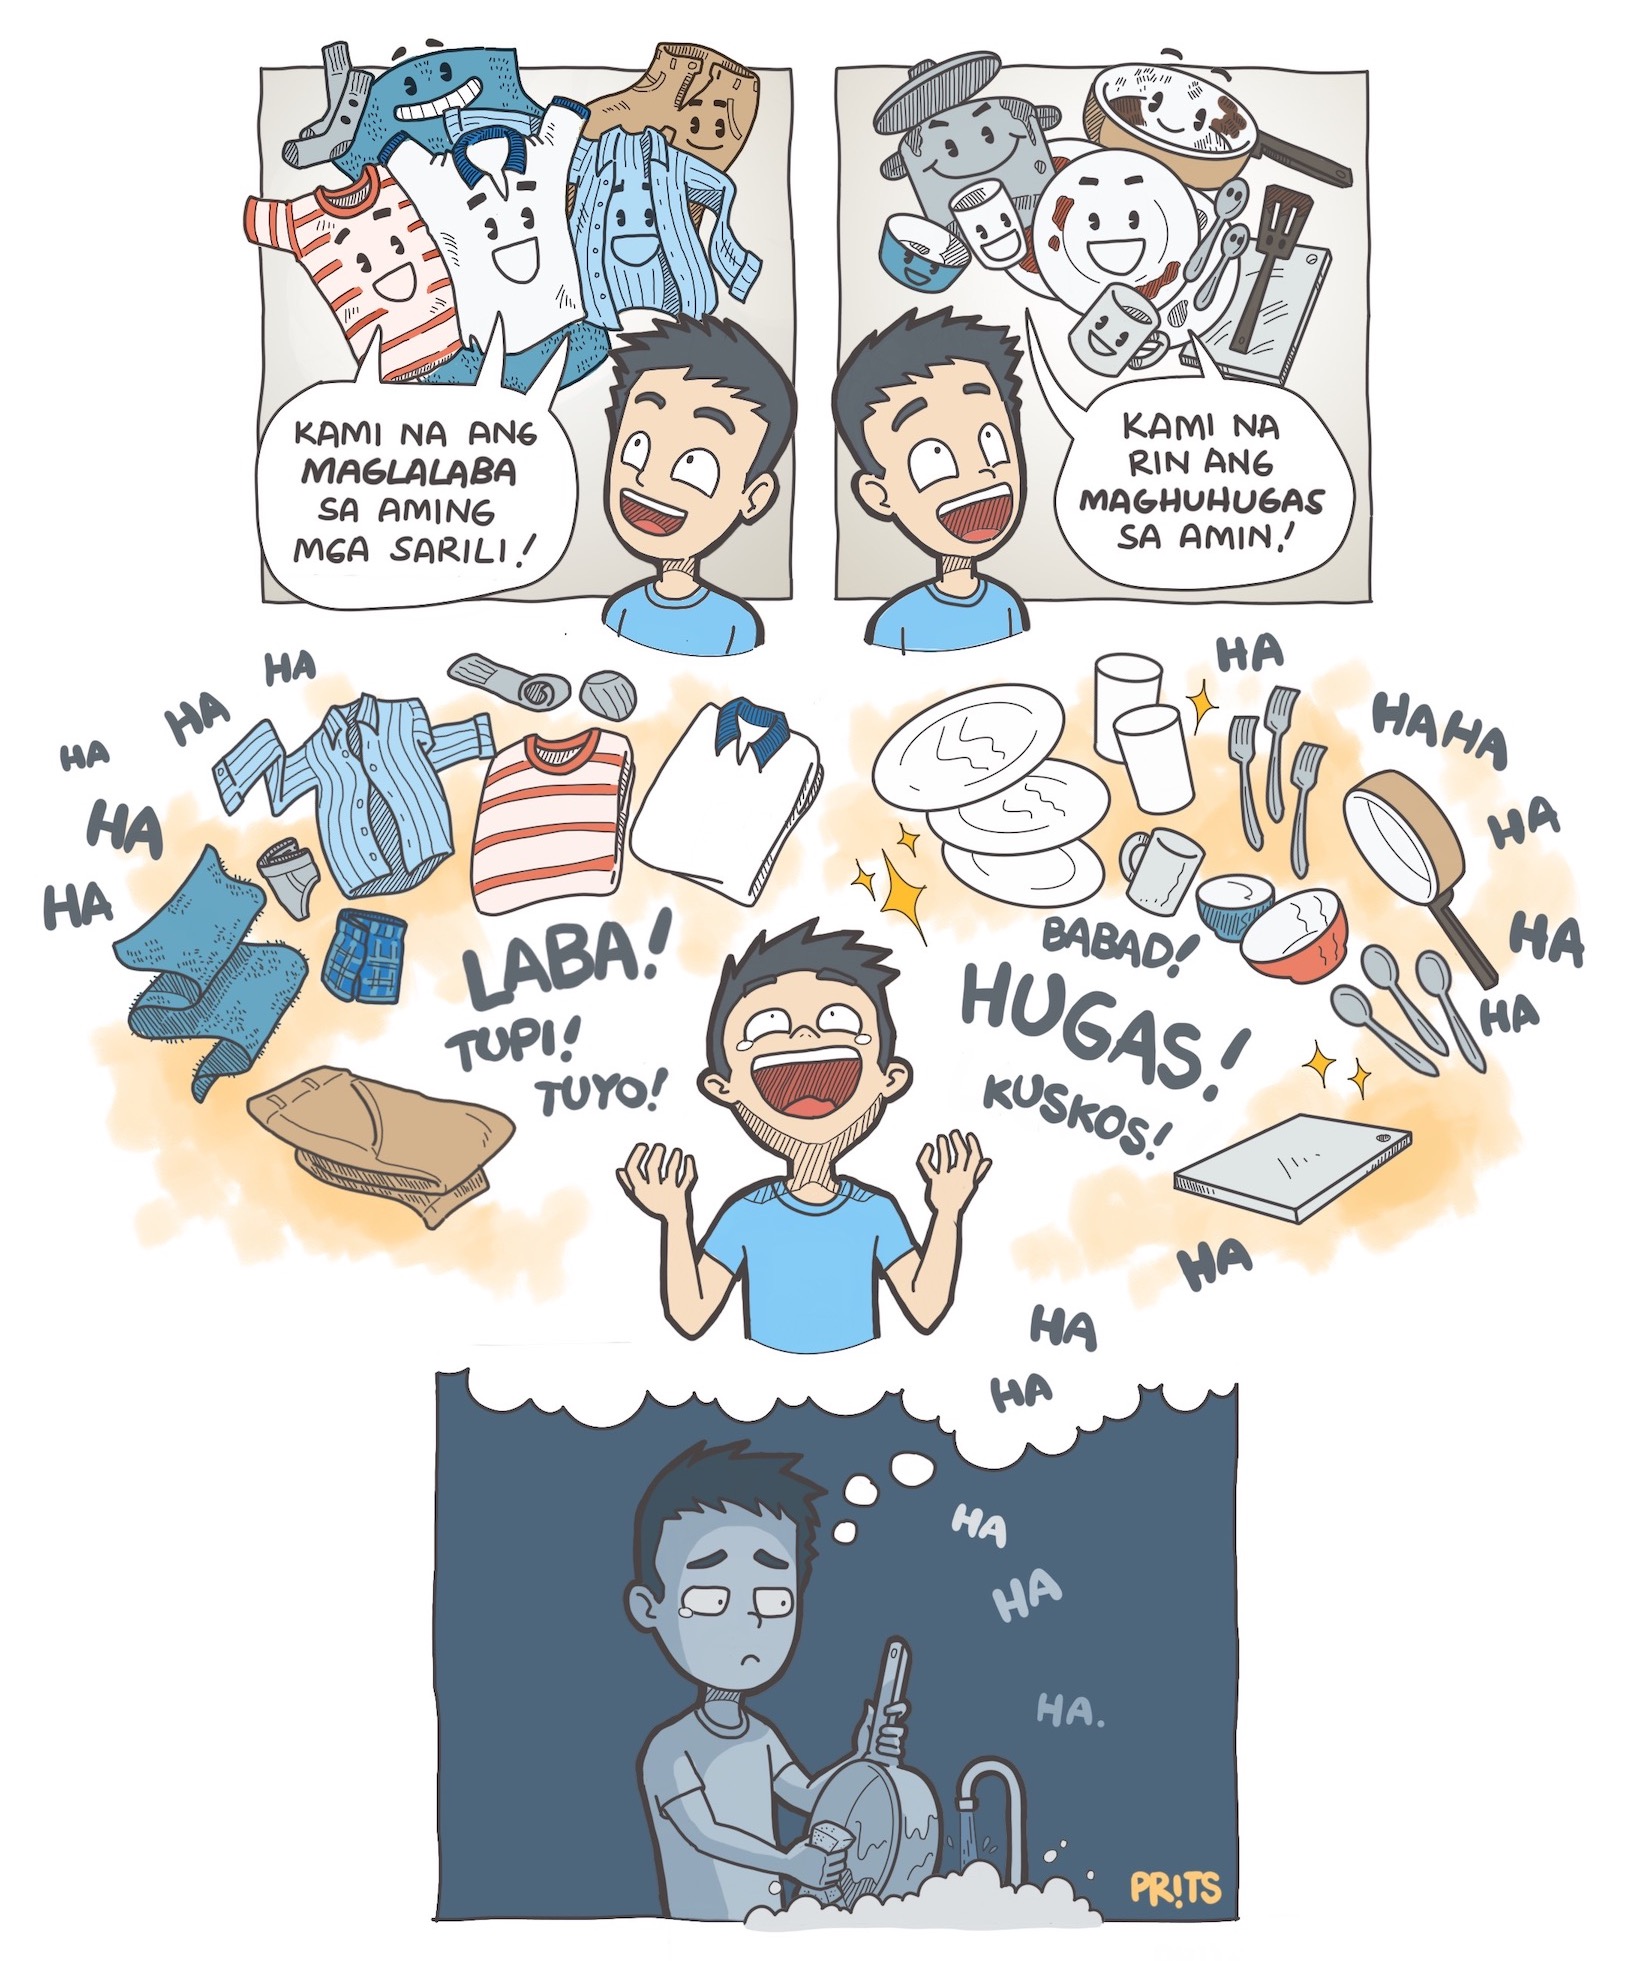 KAMI NA ANG
MAGLALABA
SA AMING
MGA SARILI!
KAMI NA
RIN ANG
MAGHUHUGAS
SA AMIN!
HA
HA
HA
HA
HA
LABA!
TUPI!
TUYO!
HA
HAHA
HA
HA
HA
BABAD!
HUGAS!
KUSKOS!
HA
HA
HA
HA
HA
HA.
PR!TS